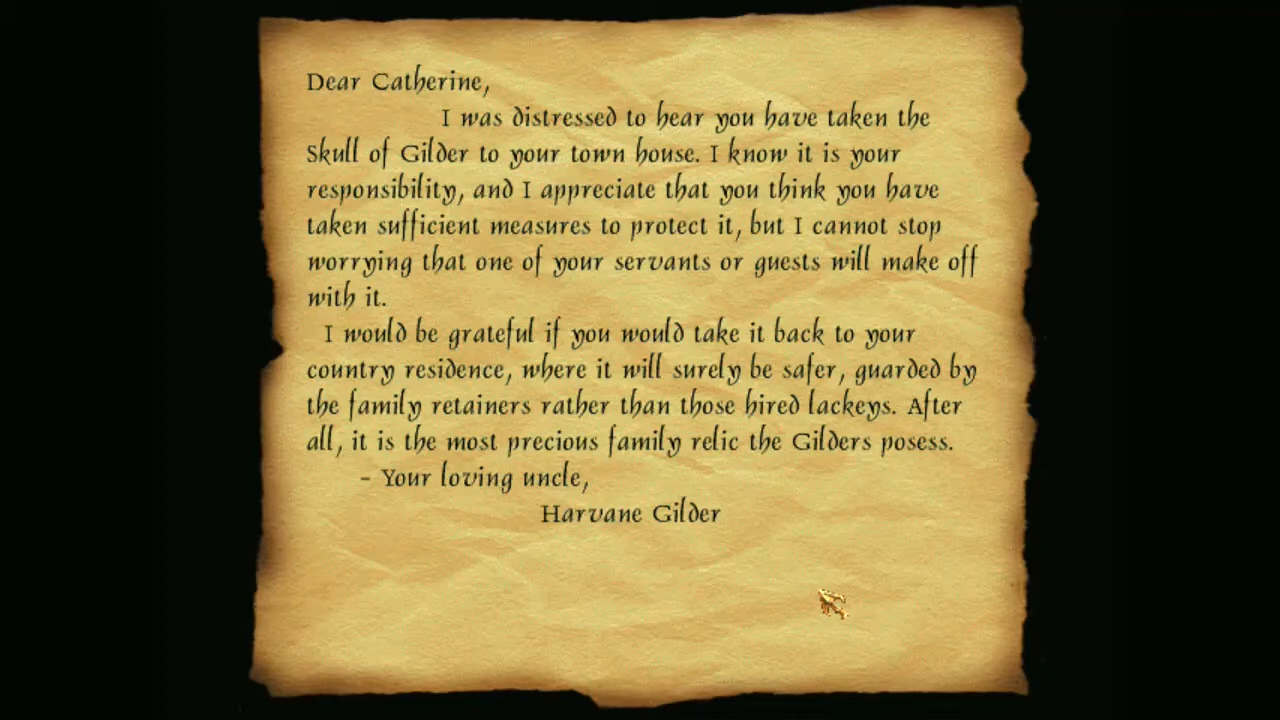 Dear Catherine,
I was distressed to hear you have taken the
Skull of Gilder to your town house. I know it is your
responsibility, and I appreciate that you think you have
taken sufficient measures to protect it, but I cannot stop
worrying that one of your servants or guests will make off
with it.
I would be grateful if you would take it back to your
country residence, where it will surely be safer, guarded by
the family retainers rather than those hired lackeys. After
all, it is the most precious family relic the Gilders posess.
- Your loving uncle,
Harvane Gilder